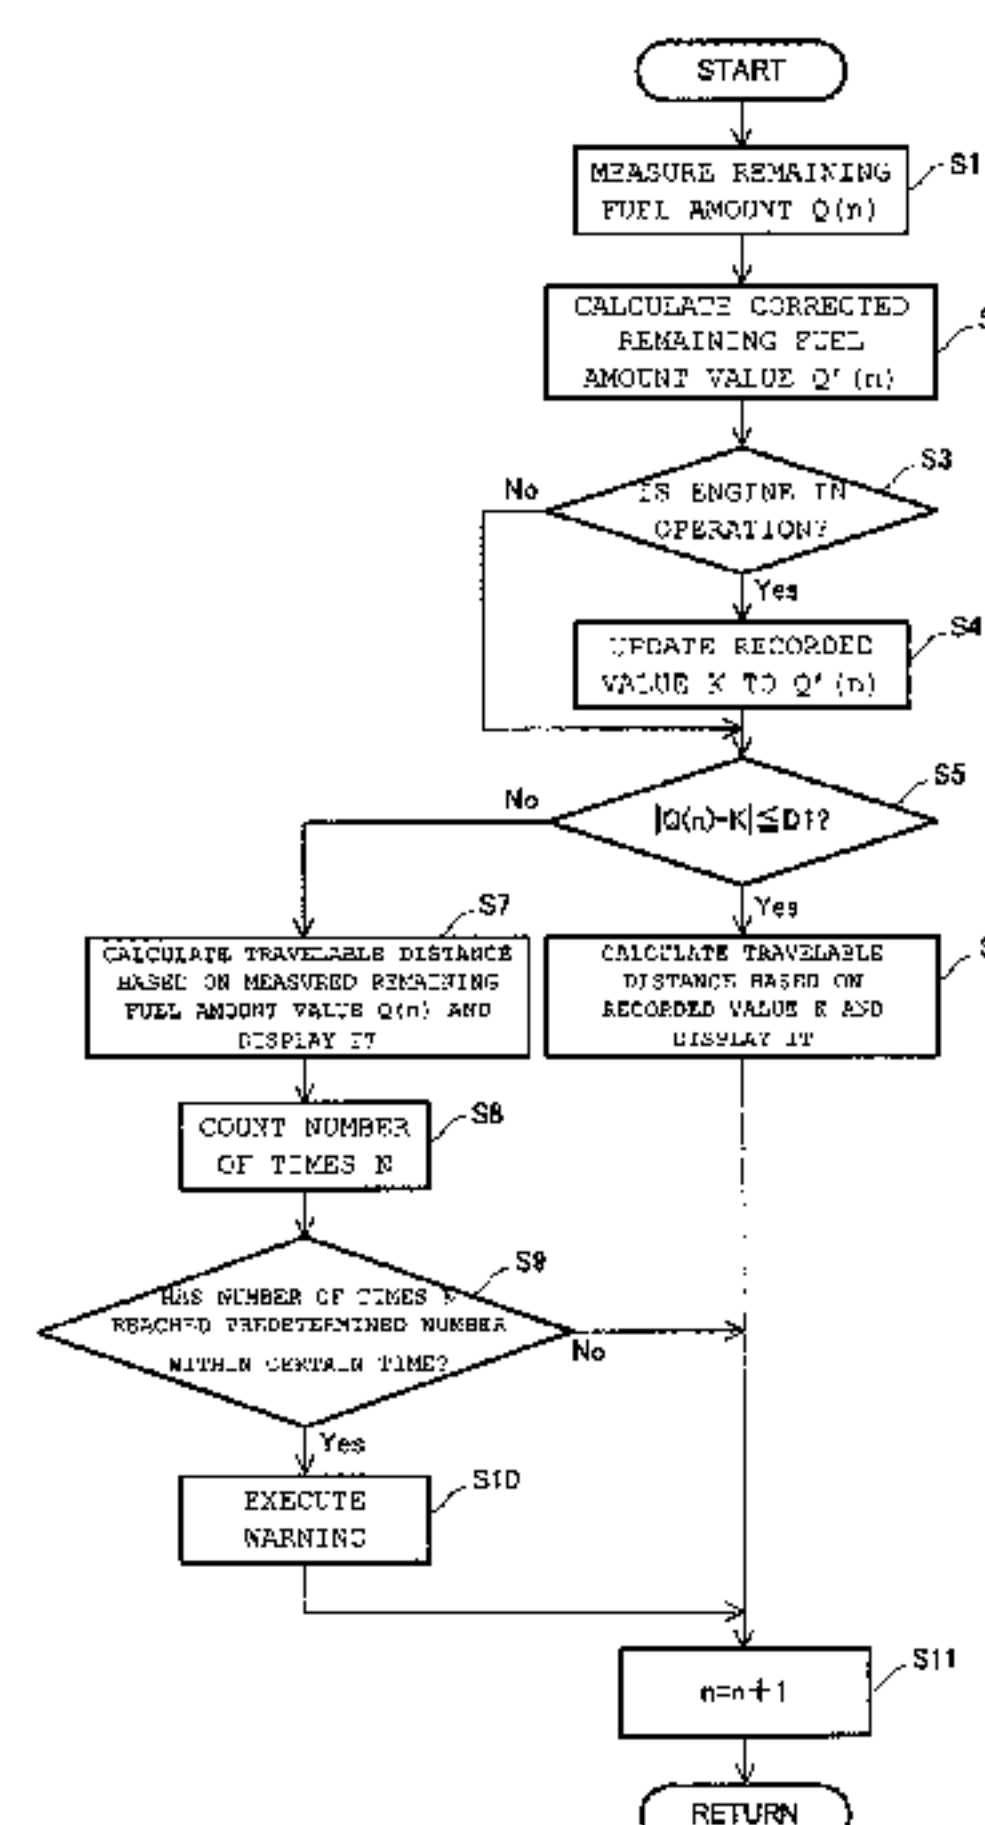 START
MEASURE REMAINING
FUEL AMOUNT Q(n)
S1
CALCULATE CORRECTED
REMAINING FUEL
AMOUNT VALUE Q'(n)
IS ENGINE IN
OPERATION?
S3
No
Yes
UPDATE RECORDED
VALUE K TO Q'(n)
S4
|Q(n)-K|≦D1?
S5
No
Yes
CALCULATE TRAVELABLE DISTANCE
BASED ON MEASURED REMAINING
FUEL AMOUNT VALUE Q(n) AND
DISPLAY IT
S7
CALCULATE TRAVELABLE
DISTANCE BASED ON
RECORDED VALUE K AND
DISPLAY IT
COUNT NUMBER
OF TIMES N
S8
HAS NUMBER OF TIMES N
REACHED PREDETERMINED NUMBER
WITHIN CERTAIN TIME?
S9
No
Yes
EXECUTE
WARNING
S10
n=n+1
S11
RETURN